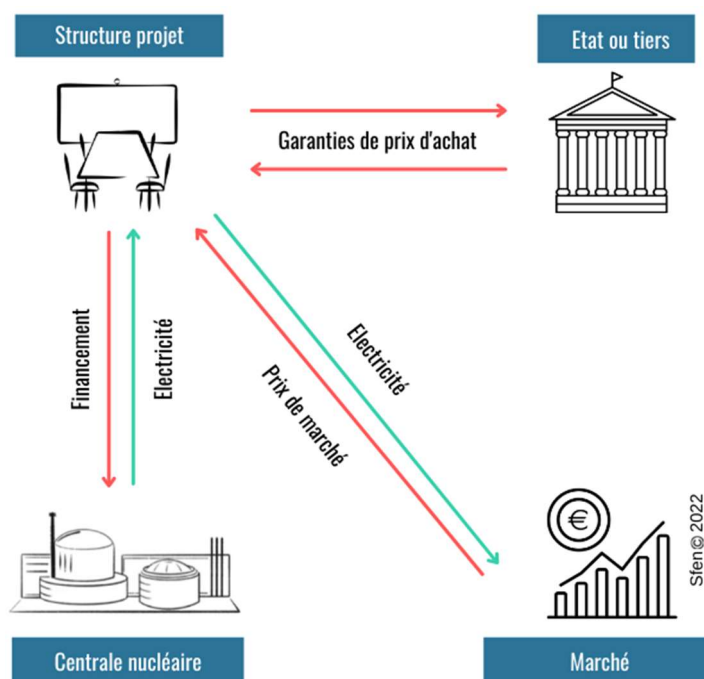 Structure projet
Etat ou tiers
Garanties de prix d'achat
Financement
Electricité
Electricité
Prix de marché
€
Sfen© 2022
Centrale nucléaire
Marché